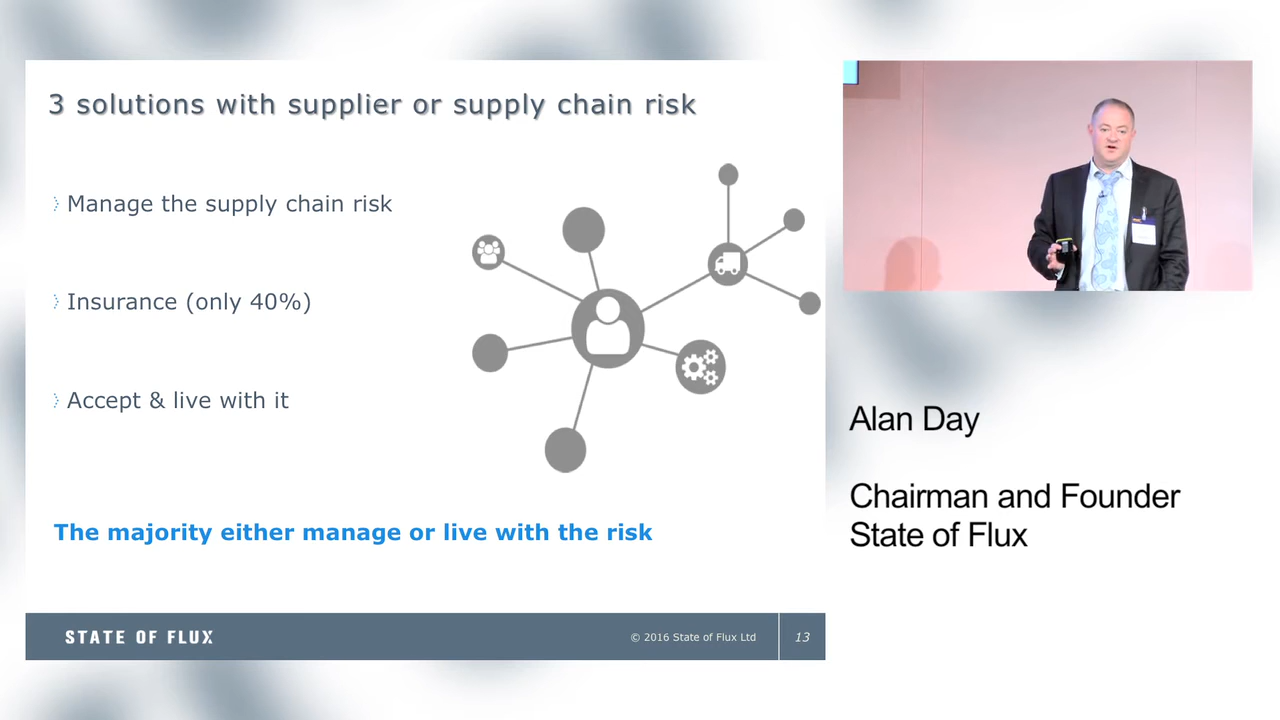 3 solutions with supplier or supply chain risk
Manage the supply chain risk
Insurance (only 40%)
Accept & live with it
The majority either manage or live with the risk
STATE OF FLUX
© 2016 State of Flux Ltd
13
Alan Day
Chairman and Founder
State of Flux